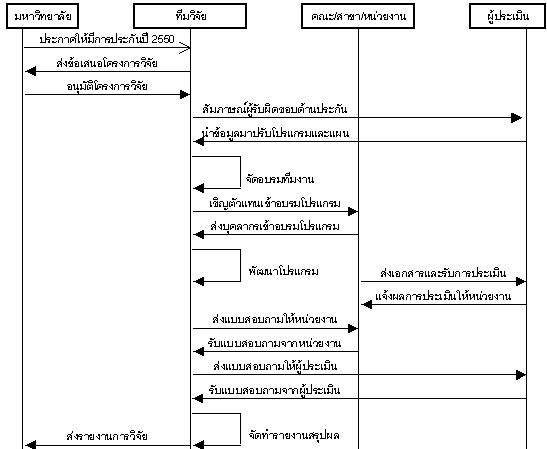 มหาวิทยาลัย ทีมวิจัย คณะ/สาขา/หน่วยงาน ผู้ประเมิน
ประกาศให้มีการประกันปี 2550
ส่งข้อเสนอโครงการวิจัย
อนุมัติโครงการวิจัย
สัมภาษณ์ผู้รับผิดขอบด้านประกัน
นำข้อมูลมาปรับโปรแกรมและแผน
จัดอบรมทีมงาน
เชิญตัวแทนเข้าอบรมโปรแกรม
ส่งบุคลากรเข้าอบรมโปรแกรม
พัฒนาโปรแกรม
ส่งเอกสารและรับการประเมิน
แจ้งผลการประเมินให้หน่วยงาน
ส่งแบบสอบถามให้หน่วยงาน
รับแบบสอบถามจากหน่วยงาน
ส่งแบบสอบถามให้ผู้ประเมิน
รับแบบสอบถามจากผู้ประเมิน
จัดทำรายงานสรุปผล
ส่งรายงานการวิจัย